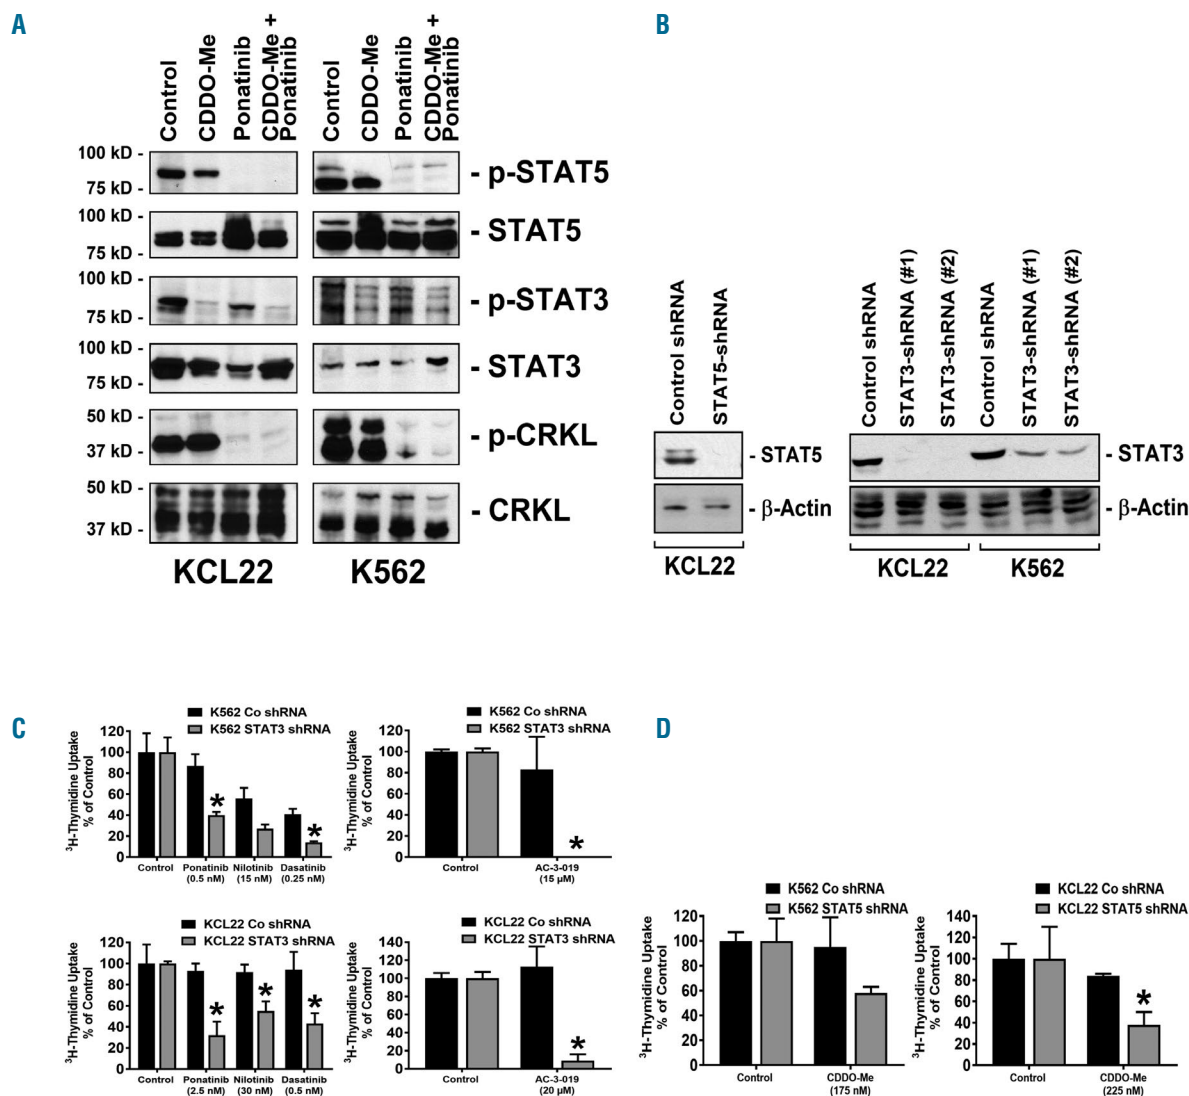 A
Control
CDDO-Me
Ponatinib
CDDO-Me +
Ponatinib
Control
CDDO-Me
Ponatinib
CDDO-Me +
Ponatinib
100 kD -
75 kD -
- p-STAT5
100 kD -
75 kD -
- STAT5
100 kD -
75 kD -
- p-STAT3
100 kD -
75 kD -
- STAT3
50 kD -
37 kD -
- p-CRKL
50 kD -
37 kD -
- CRKL
KCL22
K562
B
Control shRNA
STAT5-shRNA
- STAT5
- β-Actin
KCL22
Control shRNA
STAT3-shRNA (#1)
STAT3-shRNA (#2)
Control shRNA
STAT3-shRNA (#1)
STAT3-shRNA (#2)
- STAT3
- β-Actin
KCL22
K562
C
K562 Co shRNA
K562 STAT3 shRNA
³H-Thymidine Uptake
% of Control
120
100
80
60
40
20
0
*
*
Control
Ponatinib
(0.5 nM)
Nilotinib
(15 nM)
Dasatinib
(0.25 nM)
K562 Co shRNA
K562 STAT3 shRNA
³H-Thymidine Uptake
% of Control
120
100
80
60
40
20
0
*
Control
AC-3-019
(15 µM)
KCL22 Co shRNA
KCL22 STAT3 shRNA
³H-Thymidine Uptake
% of Control
120
100
80
60
40
20
0
*
*
*
Control
Ponatinib
(2.5 nM)
Nilotinib
(30 nM)
Dasatinib
(0.5 nM)
KCL22 Co shRNA
KCL22 STAT3 shRNA
³H-Thymidine Uptake
% of Control
140
120
100
80
60
40
20
0
*
Control
AC-3-019
(20 µM)
D
K562 Co shRNA
K562 STAT5 shRNA
³H-Thymidine Uptake
% of Control
120
100
80
60
40
20
0
Control
CDDO-Me
(175 nM)
KCL22 Co shRNA
KCL22 STAT5 shRNA
³H-Thymidine Uptake
% of Control
140
120
100
80
60
40
20
0
*
Control
CDDO-Me
(225 nM)